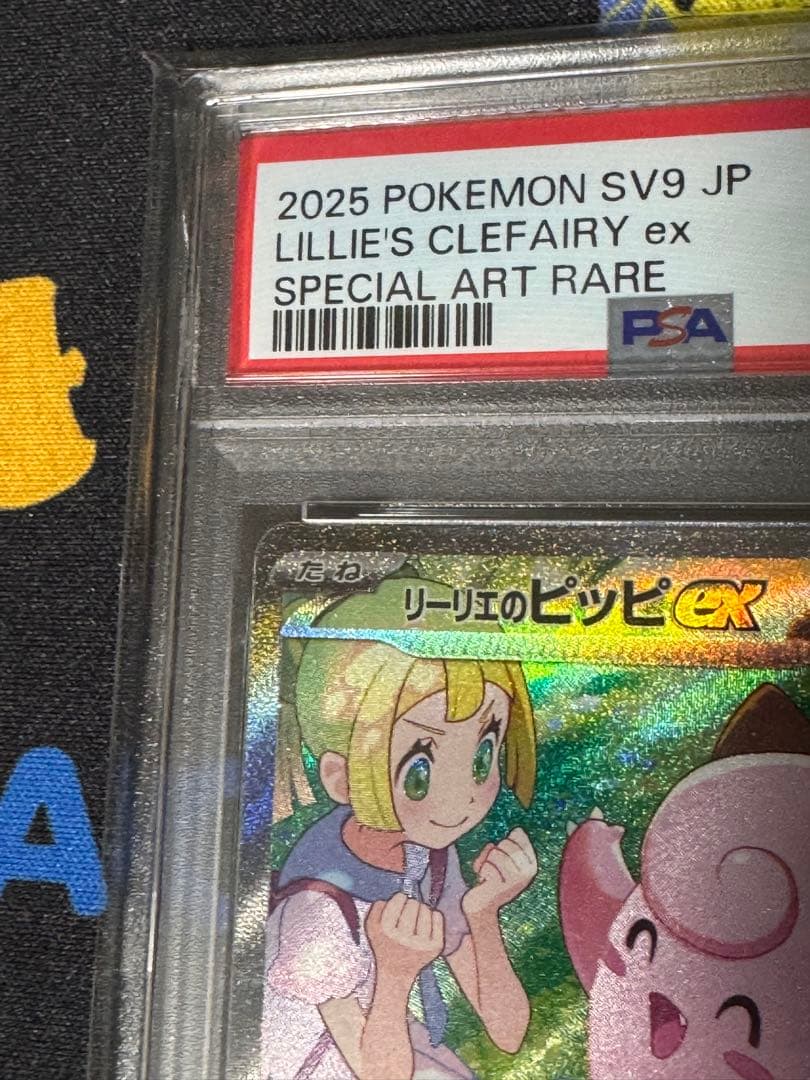 2025 POKEMON SV9 JP
LILLIE'S CLEFAIRY ex
SPECIAL ART RARE
PSA
たね
リーリエのピッピex
A